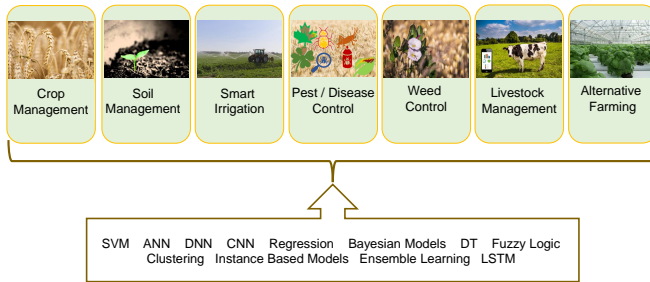 Crop
Management
Soil
Management
Smart
Irrigation
Pest / Disease
Control
Weed
Control
Livestock
Management
Alternative
Farming
SVM ANN DNN CNN Regression Bayesian Models DT Fuzzy Logic
Clustering Instance Based Models Ensemble Learning LSTM